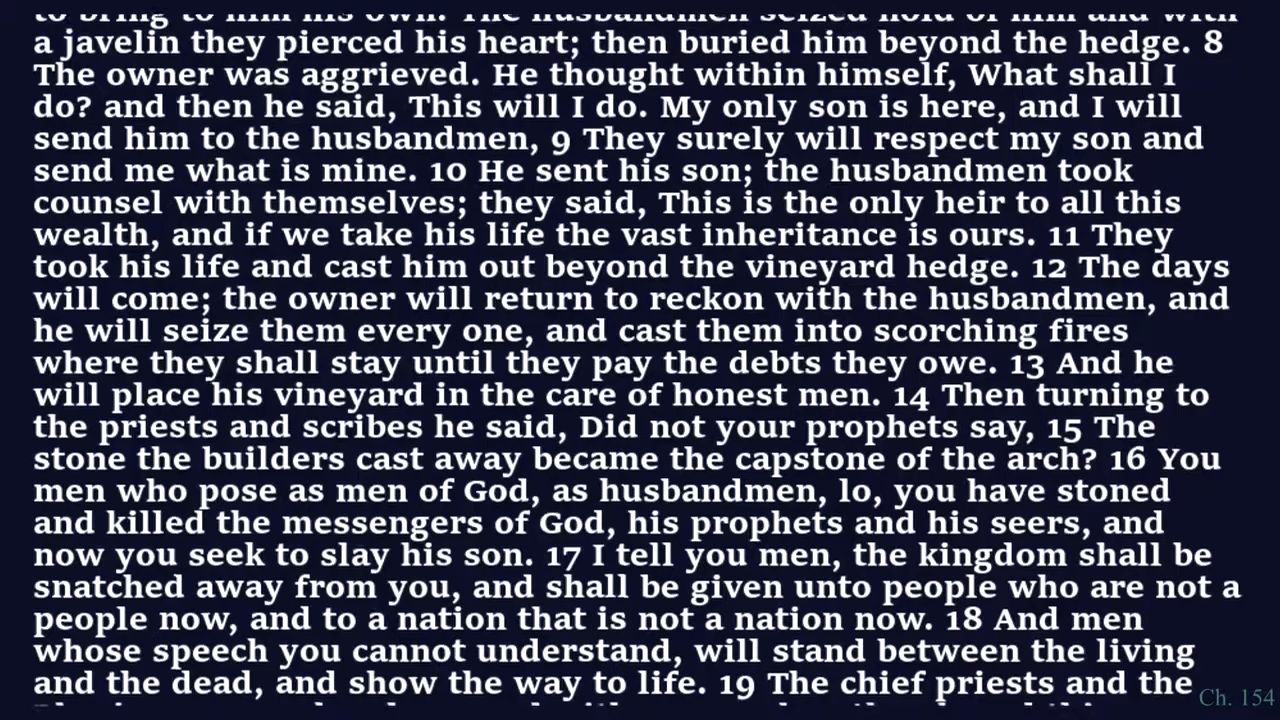 to bring to him his own. The husbandmen seized hold of him and with
a javelin they pierced his heart; then buried him beyond the hedge. 8
The owner was aggrieved. He thought within himself, What shall I
do? and then he said, This will I do. My only son is here, and I will
send him to the husbandmen, 9 They surely will respect my son and
send me what is mine. 10 He sent his son; the husbandmen took
counsel with themselves; they said, This is the only heir to all this
wealth, and if we take his life the vast inheritance is ours. 11 They
took his life and cast him out beyond the vineyard hedge. 12 The days
will come; the owner will return to reckon with the husbandmen, and
he will seize them every one, and cast them into scorching fires
where they shall stay until they pay the debts they owe. 13 And he
will place his vineyard in the care of honest men. 14 Then turning to
the priests and scribes he said, Did not your prophets say, 15 The
stone the builders cast away became the capstone of the arch? 16 You
men who pose as men of God, as husbandmen, lo, you have stoned
and killed the messengers of God, his prophets and his seers, and
now you seek to slay his son. 17 I tell you men, the kingdom shall be
snatched away from you, and shall be given unto people who are not a
people now, and to a nation that is not a nation now. 18 And men
whose speech you cannot understand, will stand between the living
and the dead, and show the way to life. 19 The chief priests and the
Ch. 154